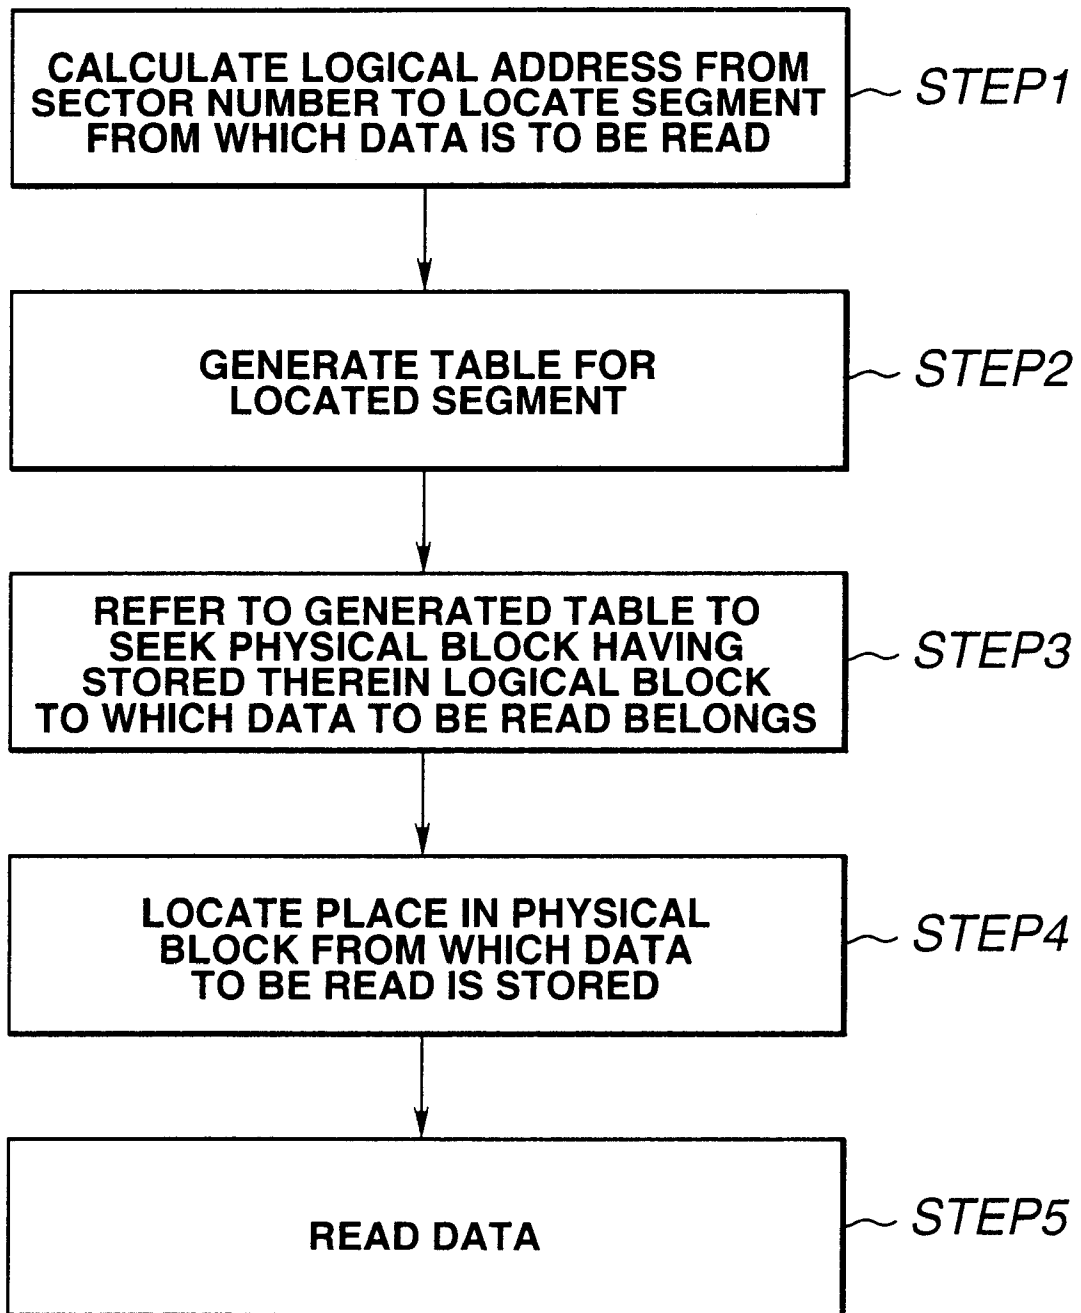 CALCULATE LOGICAL ADDRESS FROM
SECTOR NUMBER TO LOCATE SEGMENT
FROM WHICH DATA IS TO BE READ
STEP1
GENERATE TABLE FOR
LOCATED SEGMENT
STEP2
REFER TO GENERATED TABLE TO
SEEK PHYSICAL BLOCK HAVING
STORED THEREIN LOGICAL BLOCK
TO WHICH DATA TO BE READ BELONGS
STEP3
LOCATE PLACE IN PHYSICAL
BLOCK FROM WHICH DATA
TO BE READ IS STORED
STEP4
READ DATA
STEP5